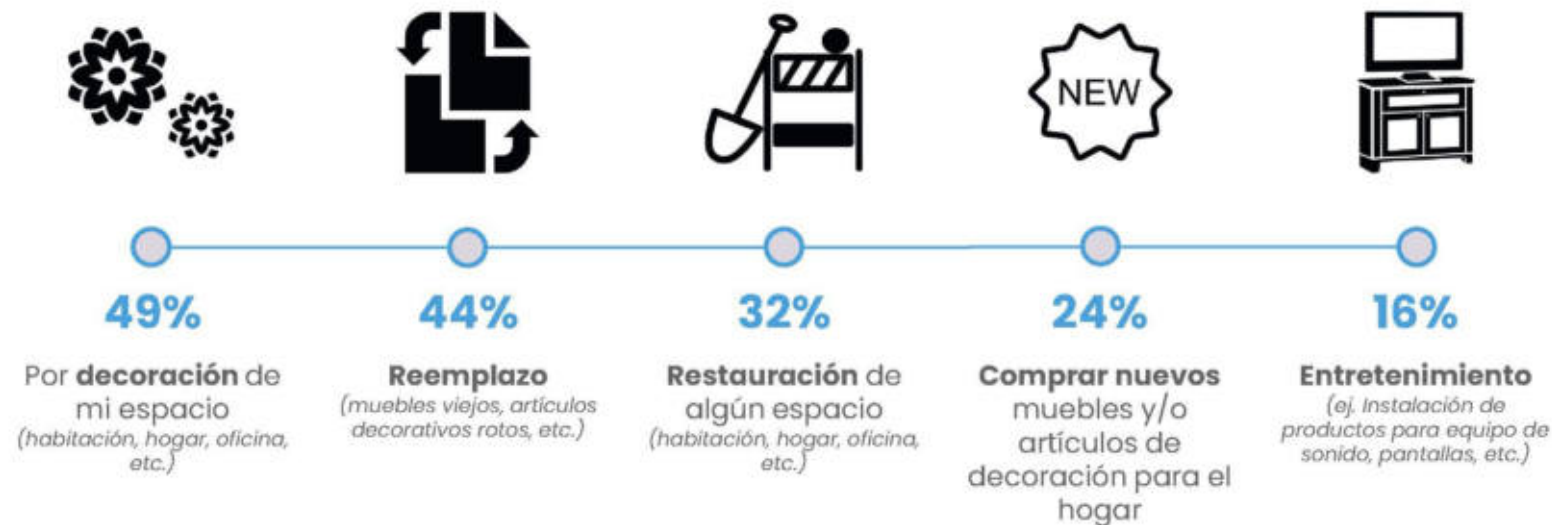 NEW
49%
Por decoración de
mi espacio
(habitación, hogar, oficina,
etc.)
44%
Reemplazo
(muebles viejos, artículos
decorativos rotos, etc.)
32%
Restauración de
algún espacio
(habitación, hogar, oficina,
etc.)
24%
Comprar nuevos
muebles y/o
artículos de
decoración para el
hogar
16%
Entretenimiento
(ej. Instalación de
productos para equipo de
sonido, pantallas, etc.)